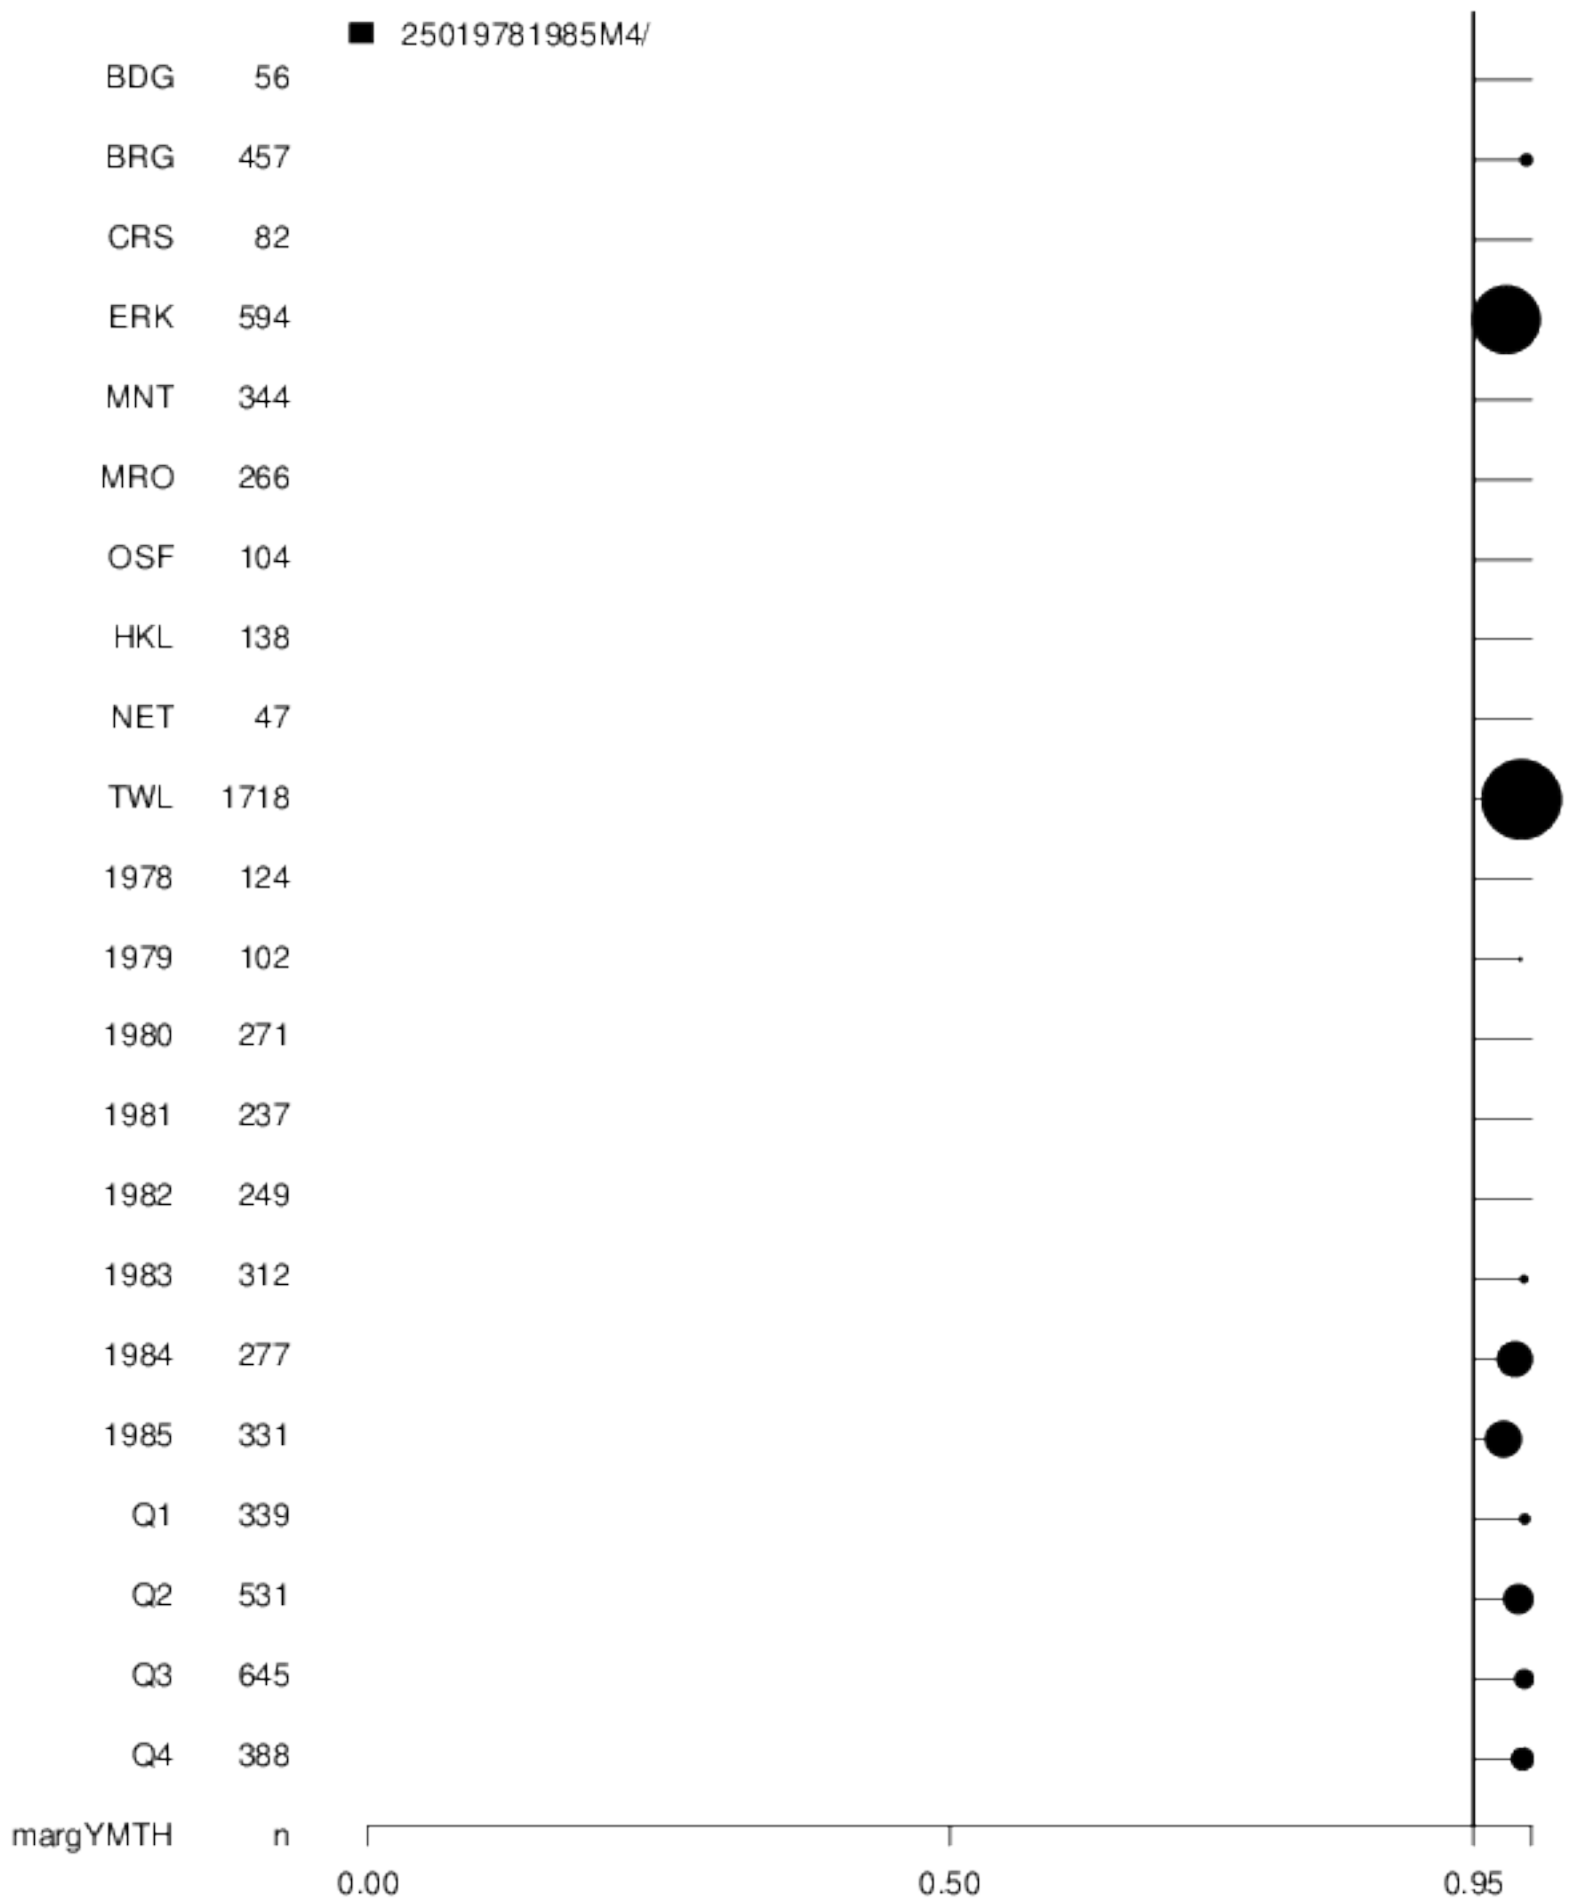 25019781985M4/
BDG 56
BRG 457
CRS 82
ERK 594
MNT 344
MRO 266
OSF 104
HKL 138
NET 47
TWL 1718
1978 124
1979 102
1980 271
1981 237
1982 249
1983 312
1984 277
1985 331
Q1 339
Q2 531
Q3 645
Q4 388
margYMTH n
0.00 0.50 0.95